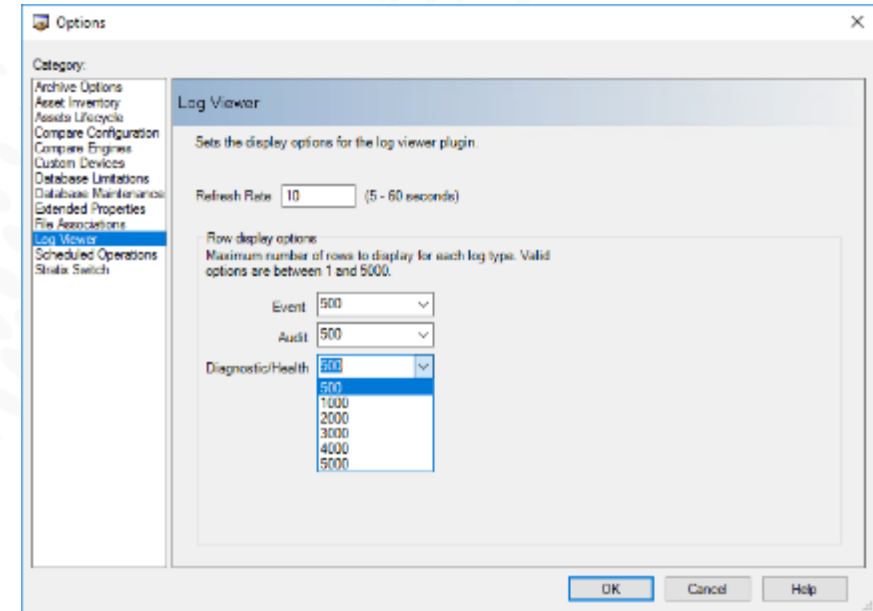 Options
Category:
Archive Options
Asset Inventory
Assets Lifecycle
Compare Configuration
Compare Engines
Custom Devices
Database Limitations
Database Maintenance
Extended Properties
File Associations
Log Viewer
Scheduled Operations
Stratix Switch
Log Viewer
Sets the display options for the log viewer plugin.
Refresh Rate 10 (5 - 60 seconds)
Row display options
Maximum number of rows to display for each log type. Valid
options are between 1 and 5000.
Event 500
Audit 500
Diagnostic/Health 500
500
1000
2000
3000
4000
5000
OK Cancel Help